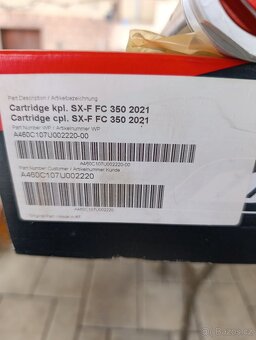 Part Description / Artikelbezeichnung
Cartridge kpl. SX-F FC 350 2021
Cartridge cpl. SX-F FC 350 2021
Part Number WP / Artikelnummer WP
A460C107U002220-00
A460C107U002220-00
Part Number Customer / Artikelnummer Kunde
A460C107U002220
A460C107U002220